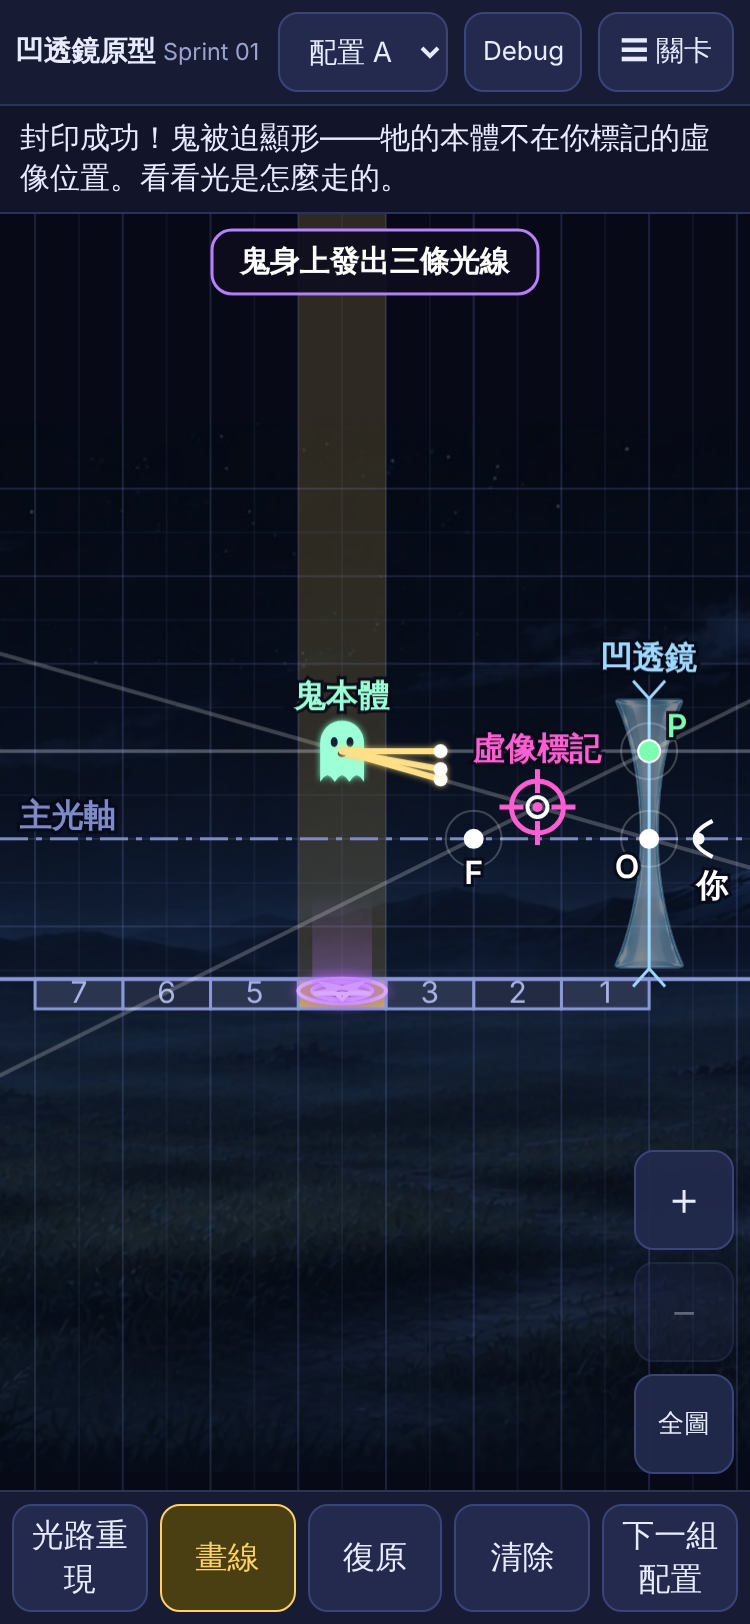 凹透鏡原型 Sprint 01
配置 A
Debug
☰ 關卡
封印成功！鬼被迫顯形——牠的本體不在你標記的虛
像位置。看看光是怎麼走的。
鬼身上發出三條光線
凹透鏡
鬼本體
P
虛像標記
主光軸
F
O
你
7 6 5 3 2 1
+
−
全圖
光路重
現
畫線
復原
清除
下一組
配置